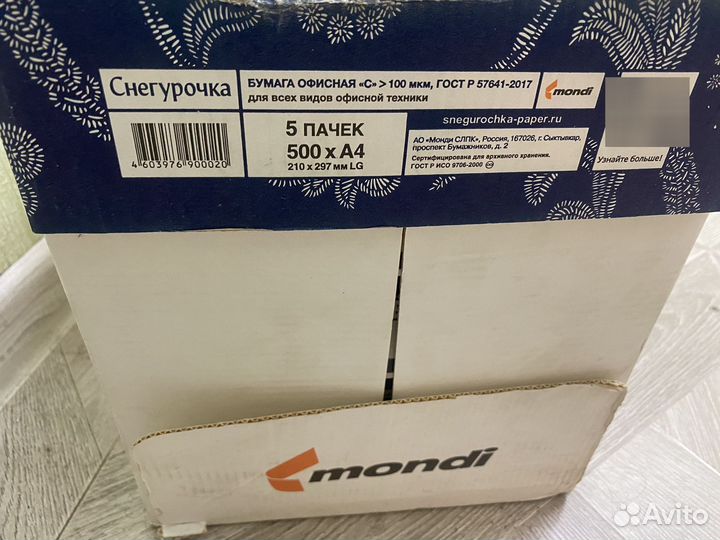 Снегурочка
БУМАГА ОФИСНАЯ «С» > 100 мкм, ГОСТ Р 57641-2017
для всех видов офисной техники
mondi
snegurochka-paper.ru
4 603976 900020
5 ПАЧЕК
500 x A4
210 x 297 мм LG
АО «Монди СЛПК», Россия, 167026, г. Сыктывкар,
проспект Бумажников, д. 2
Сертифицирована для архивного хранения.
ГОСТ Р ИСО 9706-2000
Узнайте больше!
mondi
Avito